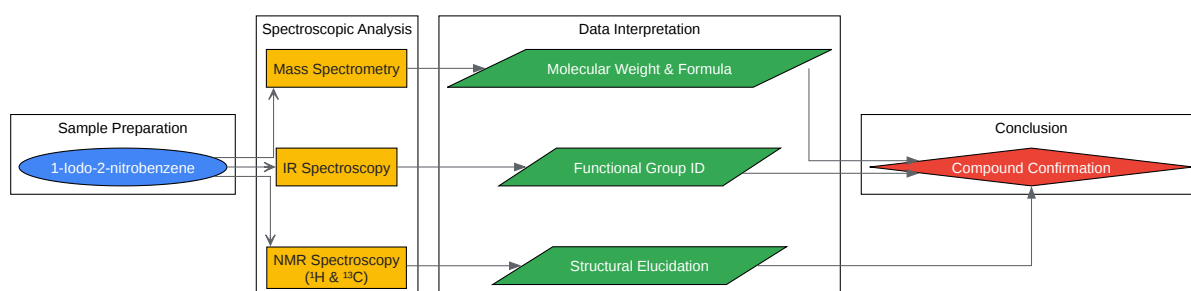 Spectroscopic Analysis
Data Interpretation
Mass Spectrometry
Molecular Weight & Formula
Sample Preparation
Conclusion
1-Iodo-2-nitrobenzene
IR Spectroscopy
Functional Group ID
Compound Confirmation
NMR Spectroscopy
(¹H & ¹³C)
Structural Elucidation